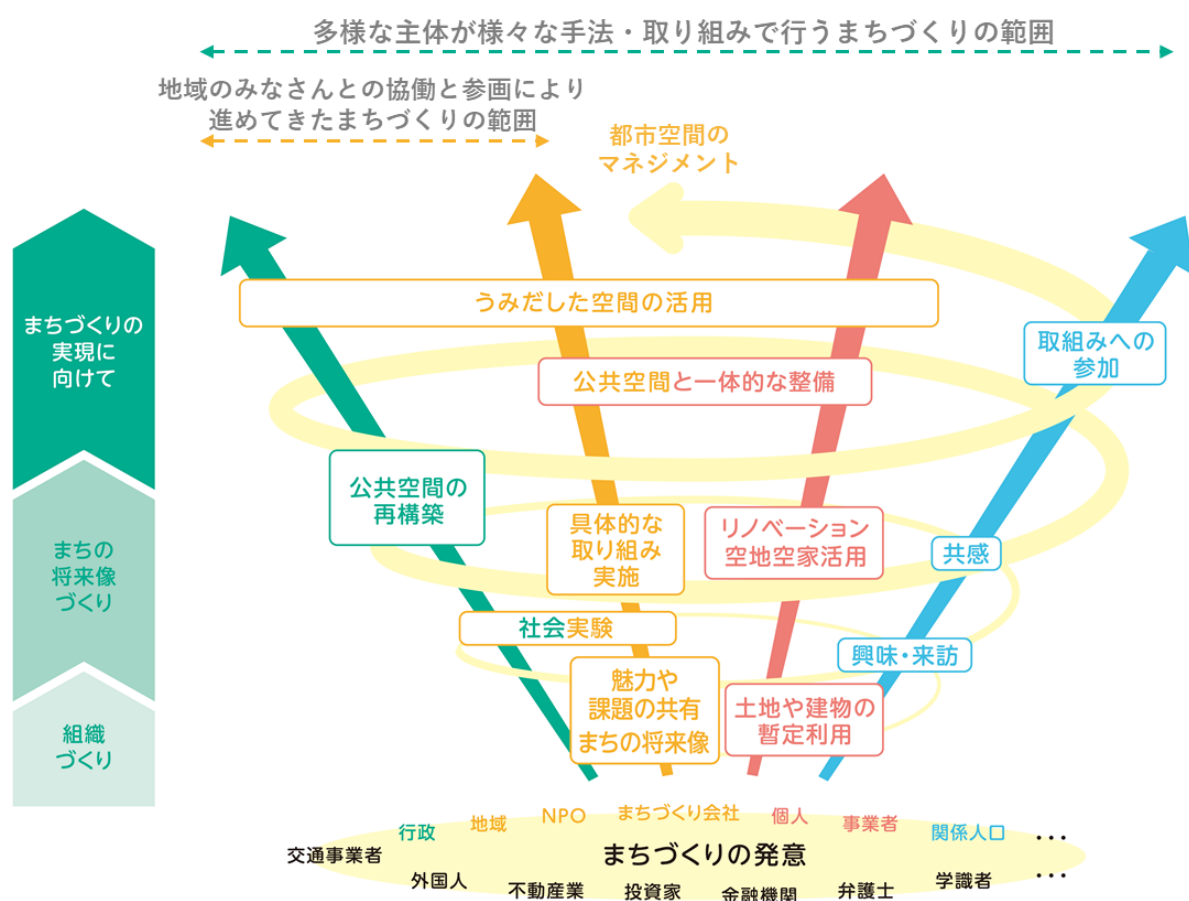 多様な主体が様々な手法・取り組みで行うまちづくりの範囲
地域のみなさんとの協働と参画により
進めてきたまちづくりの範囲
都市空間の
マネジメント
まちづくりの
実現に
向けて
まちの
将来像
づくり
組織
づくり
うみだした空間の活用
取組みへの
参加
公共空間と一体的な整備
公共空間の
再構築
具体的な
取り組み
実施
リノベーション
空地空家活用
共感
社会実験
興味・来訪
魅力や
課題の共有
まちの将来像
土地や建物の
暫定利用
行政
地域
NPO
まちづくり会社
個人
事業者
関係人口
・・・
交通事業者
まちづくりの発意
外国人
不動産業
投資家
金融機関
弁護士
学識者
・・・